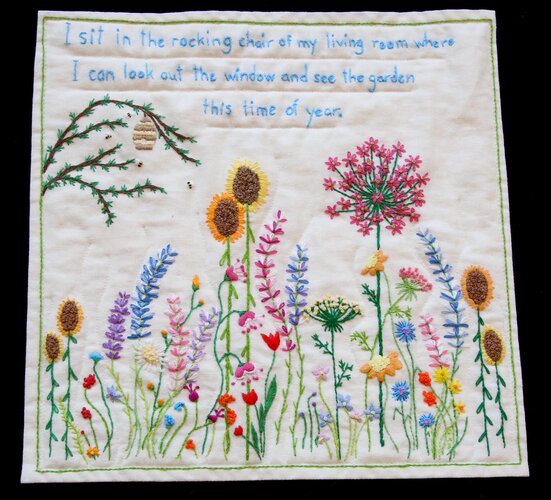 I sit in the rocking chair of my living room where
I can look out the window and see the garden
this time of year.